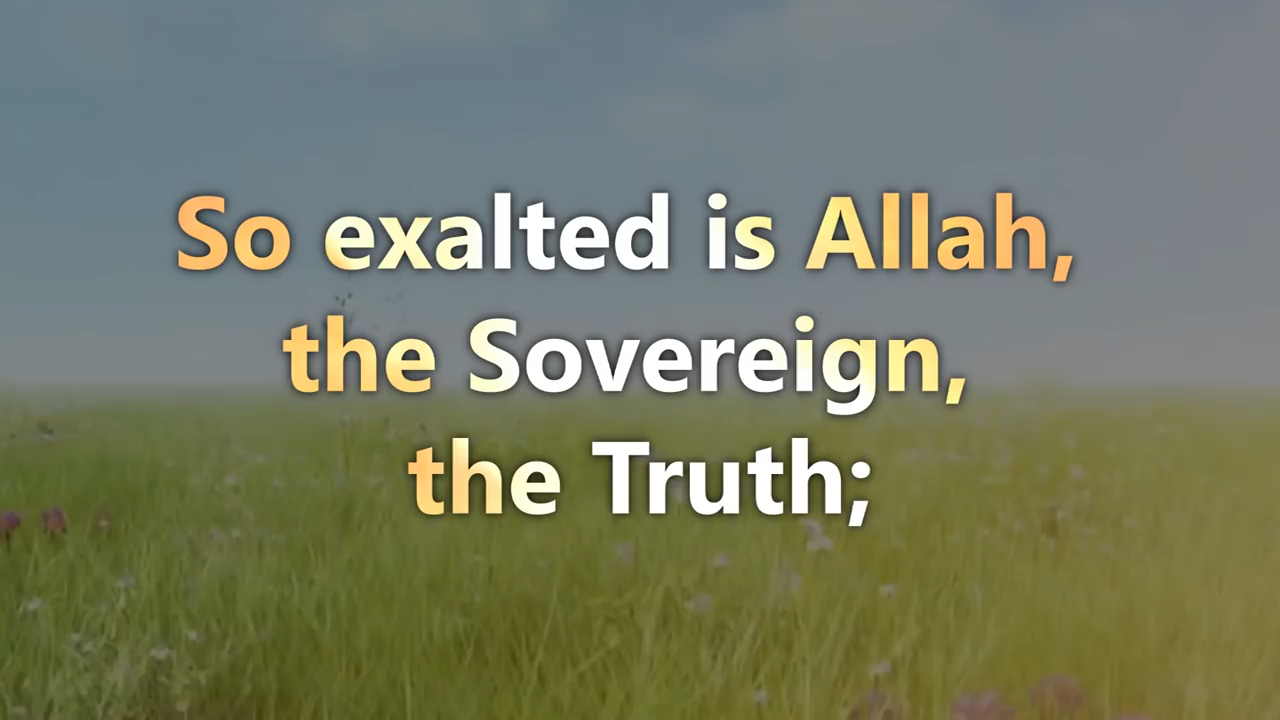 So exalted is Allah,
the Sovereign,
the Truth;